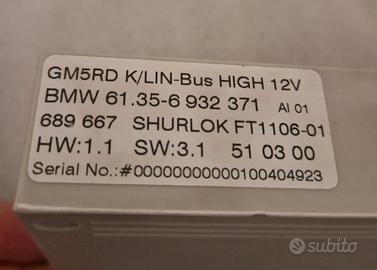 GM5RD K/LIN-Bus HIGH 12V
BMW 61.35-6 932 371 AI 01
689 667 SHURLOK FT1106-01
HW:1.1 SW:3.1 51 03 00
Serial No.:#00000000000100404923
subito